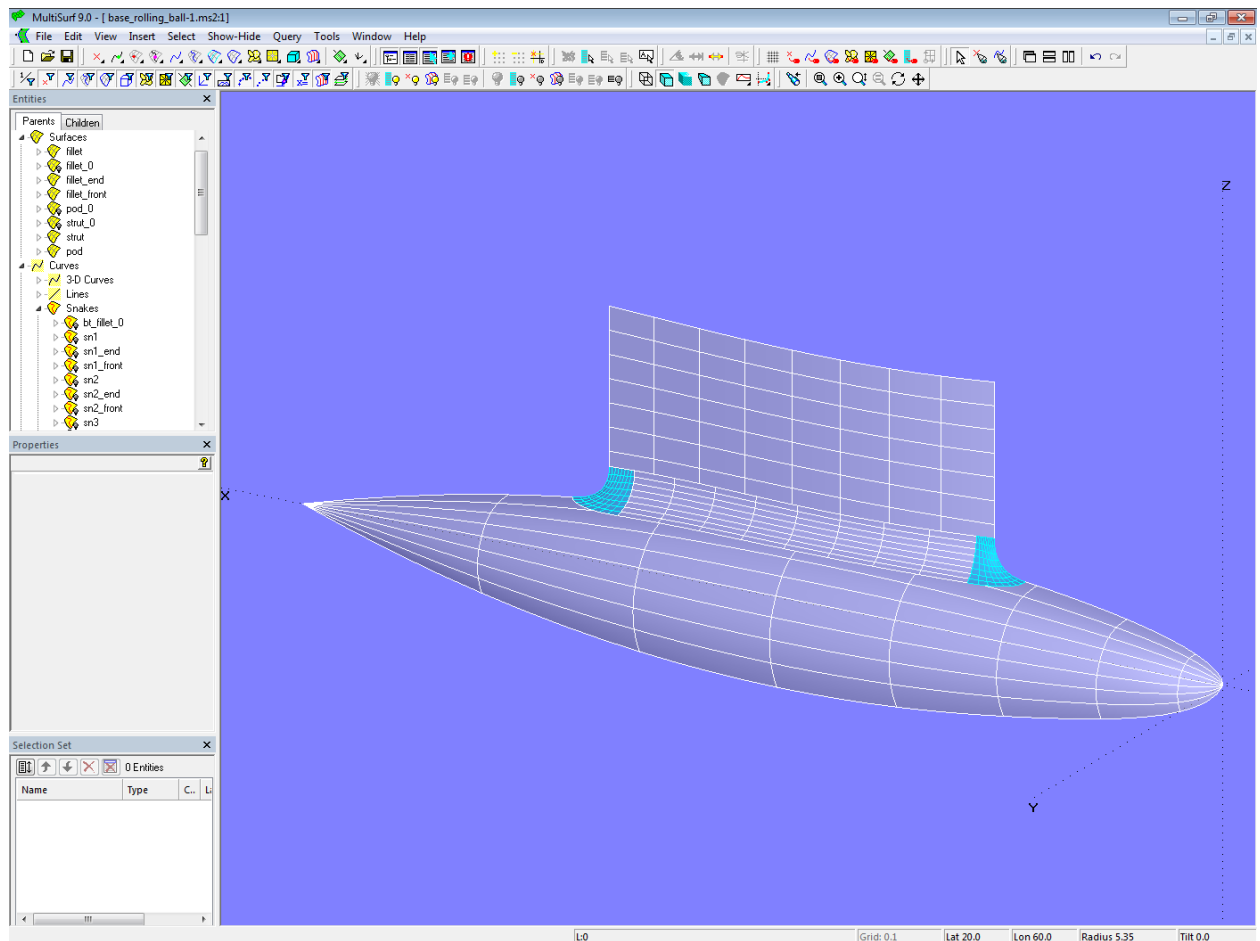 MultiSurf 9.0 - [ base_rolling_ball-1.ms2:1]
File Edit View Insert Select Show-Hide Query Tools Window Help
Entities
Parents Children
Surfaces
fillet
fillet_0
fillet_end
fillet_front
pod_0
strut_0
strut
pod
Curves
3-D Curves
Lines
Snakes
bt_fillet_0
sn1
sn1_end
sn1_front
sn2
sn2_end
sn2_front
sn3
Properties
Selection Set
0 Entities
Name Type C.. La
Z
X
Y
L:0 Grid: 0.1 Lat 20.0 Lon 60.0 Radius 5.35 Tilt 0.0